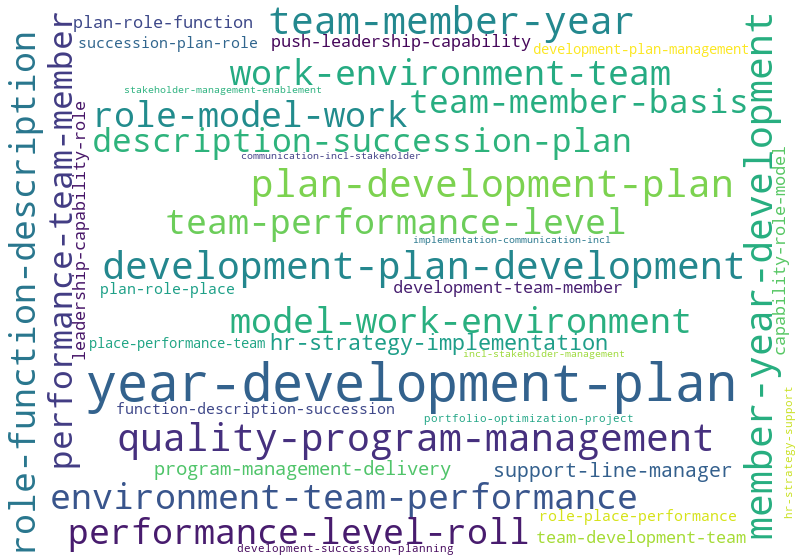 role-function-description
performance-team-member
plan-role-function
team-member-year
succession-plan-role
push-leadership-capability
development-plan-management
work-environment-team
stakeholder-management-enablement
team-member-basis
role-model-work
leadership-capability-role
description-succession-plan
communication-incl-stakeholder
plan-development-plan
team-performance-level
implementation-communication-incl
development-plan-development
plan-role-place
development-team-member
model-work-environment
place-performance-team
hr-strategy-implementation
incl-stakeholder-management
year-development-plan
function-description-succession
portfolio-optimization-project
quality-program-management
program-management-delivery
support-line-manager
environment-team-performance
role-place-performance
performance-level-roll
team-development-team
development-succession-planning
member-year-development
capability-role-model
hr-strategy-support